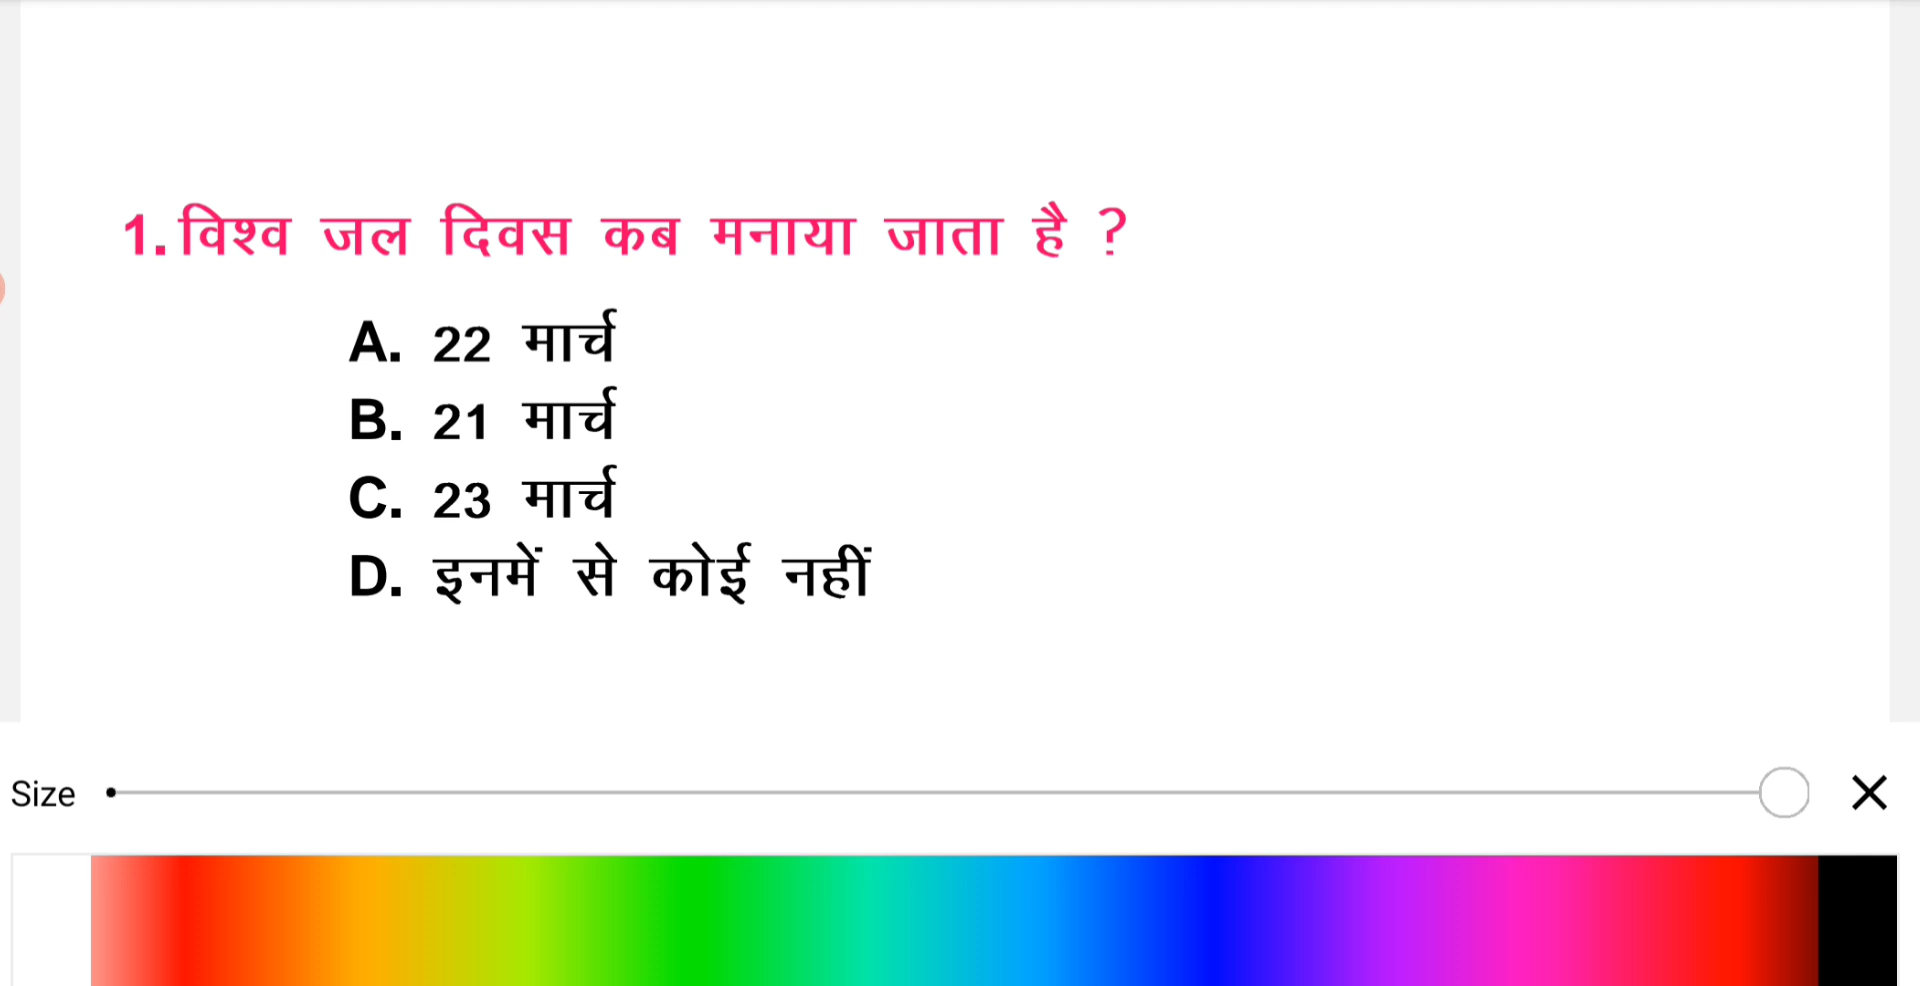 1. विश्व जल दिवस कब मनाया जाता है ?
A. 22 मार्च
B. 21 मार्च
C. 23 मार्च
D. इनमें से कोई नहीं
Size